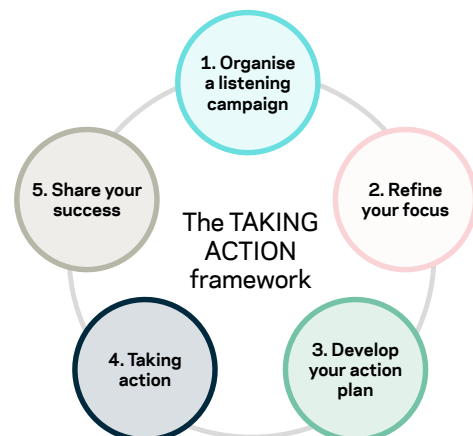 1. Organise
a listening
campaign
2. Refine
your focus
3. Develop
your action
plan
4. Taking
action
5. Share your
success
The TAKING
ACTION
framework